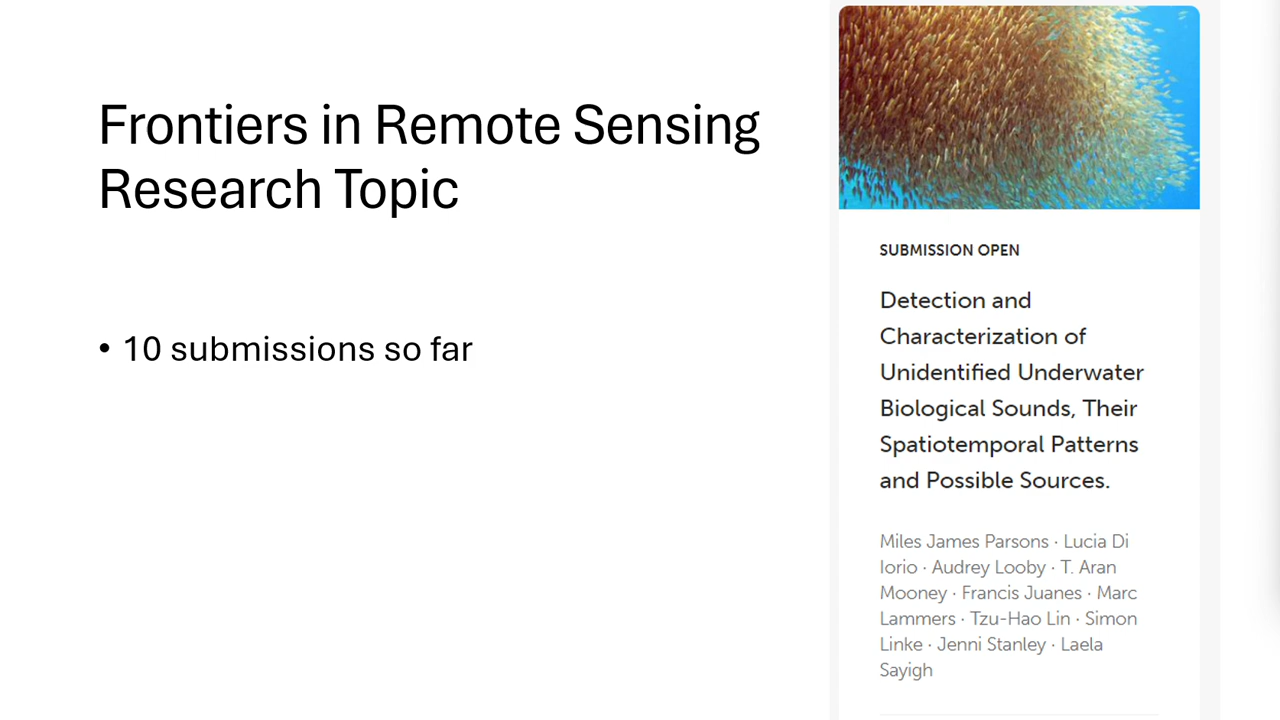 Frontiers in Remote Sensing
Research Topic
• 10 submissions so far
SUBMISSION OPEN
Detection and
Characterization of
Unidentified Underwater
Biological Sounds, Their
Spatiotemporal Patterns
and Possible Sources.
Miles James Parsons · Lucia Di
Iorio · Audrey Looby · T. Aran
Mooney · Francis Juanes · Marc
Lammers · Tzu-Hao Lin · Simon
Linke · Jenni Stanley · Laela
Sayigh